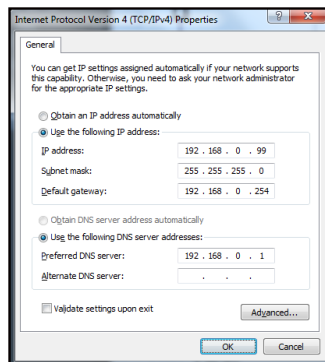 Internet Protocol Version 4 (TCP/IPv4) Properties
General
You can get IP settings assigned automatically if your network supports
this capability. Otherwise, you need to ask your network administrator
for the appropriate IP settings.
Obtain an IP address automatically
Use the following IP address:
IP address: 192 . 168 . 0 . 99
Subnet mask: 255 . 255 . 255 . 0
Default gateway: 192 . 168 . 0 . 254
Obtain DNS server address automatically
Use the following DNS server addresses:
Preferred DNS server: 192 . 168 . 0 . 1
Alternate DNS server: . . .
Validate settings upon exit
Advanced...
OK Cancel